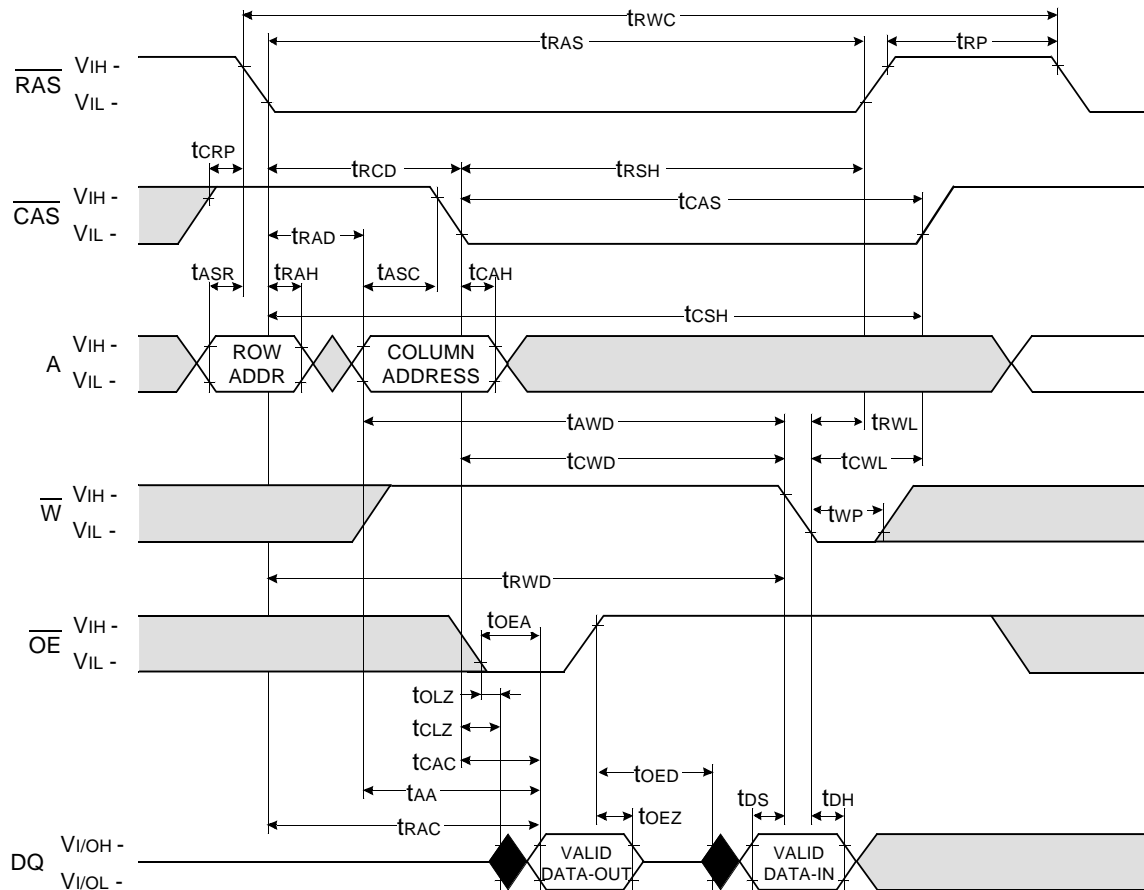 tRWC
tRAS
tRP
RAS
VIH -
VIL -
tCRP
tRCD
tRSH
CAS
VIH -
VIL -
tCAS
tRAD
tASR
tRAH
tASC
tCAH
tCSH
A
VIH -
VIL -
ROW
ADDR
COLUMN
ADDRESS
tAWD
tRWL
tCWD
tCWL
W
VIH -
VIL -
tWP
tRWD
OE
VIH -
VIL -
tOEA
tOLZ
tCLZ
tCAC
tOED
tAA
tDS
tDH
tRAC
tOEZ
DQ
VI/OH -
VI/OL -
VALID
DATA-OUT
VALID
DATA-IN